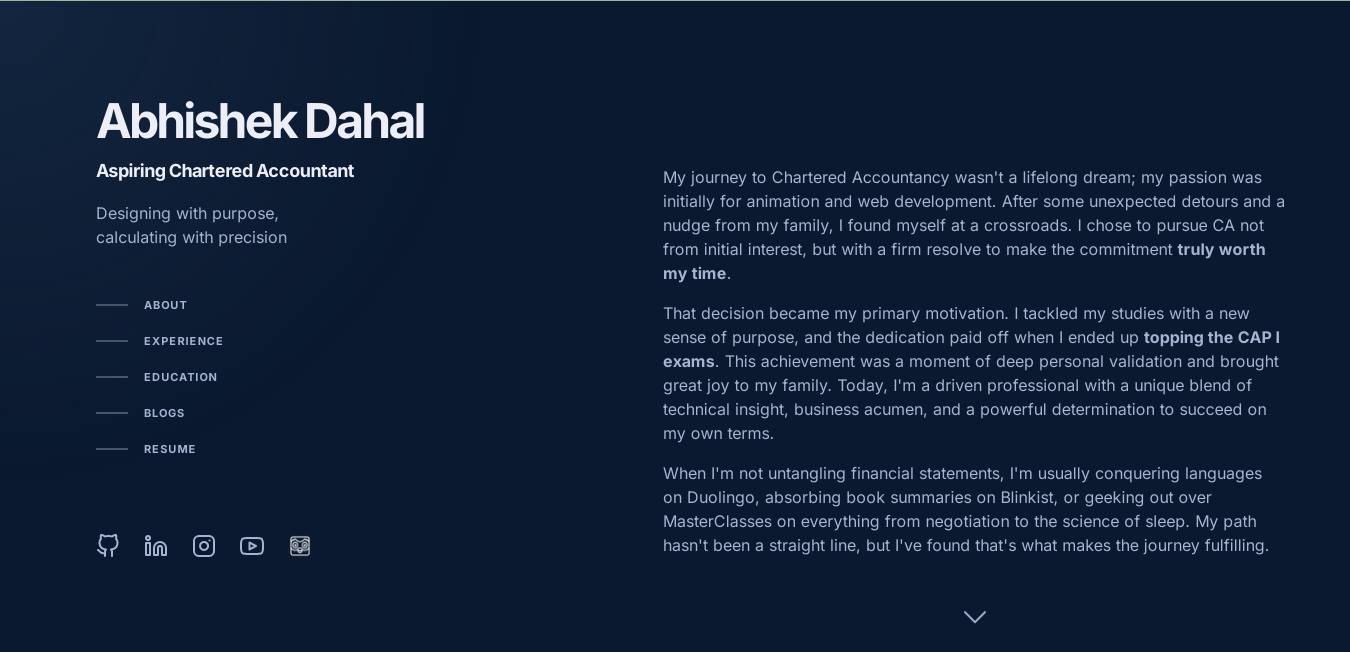 Abhishek Dahal
Aspiring Chartered Accountant
Designing with purpose,
calculating with precision
ABOUT
EXPERIENCE
EDUCATION
BLOGS
RESUME
My journey to Chartered Accountancy wasn't a lifelong dream; my passion was
initially for animation and web development. After some unexpected detours and a
nudge from my family, I found myself at a crossroads. I chose to pursue CA not
from initial interest, but with a firm resolve to make the commitment truly worth
my time.
That decision became my primary motivation. I tackled my studies with a new
sense of purpose, and the dedication paid off when I ended up topping the CAP I
exams. This achievement was a moment of deep personal validation and brought
great joy to my family. Today, I'm a driven professional with a unique blend of
technical insight, business acumen, and a powerful determination to succeed on
my own terms.
When I'm not untangling financial statements, I'm usually conquering languages
on Duolingo, absorbing book summaries on Blinkist, or geeking out over
MasterClasses on everything from negotiation to the science of sleep. My path
hasn't been a straight line, but I've found that's what makes the journey fulfilling.